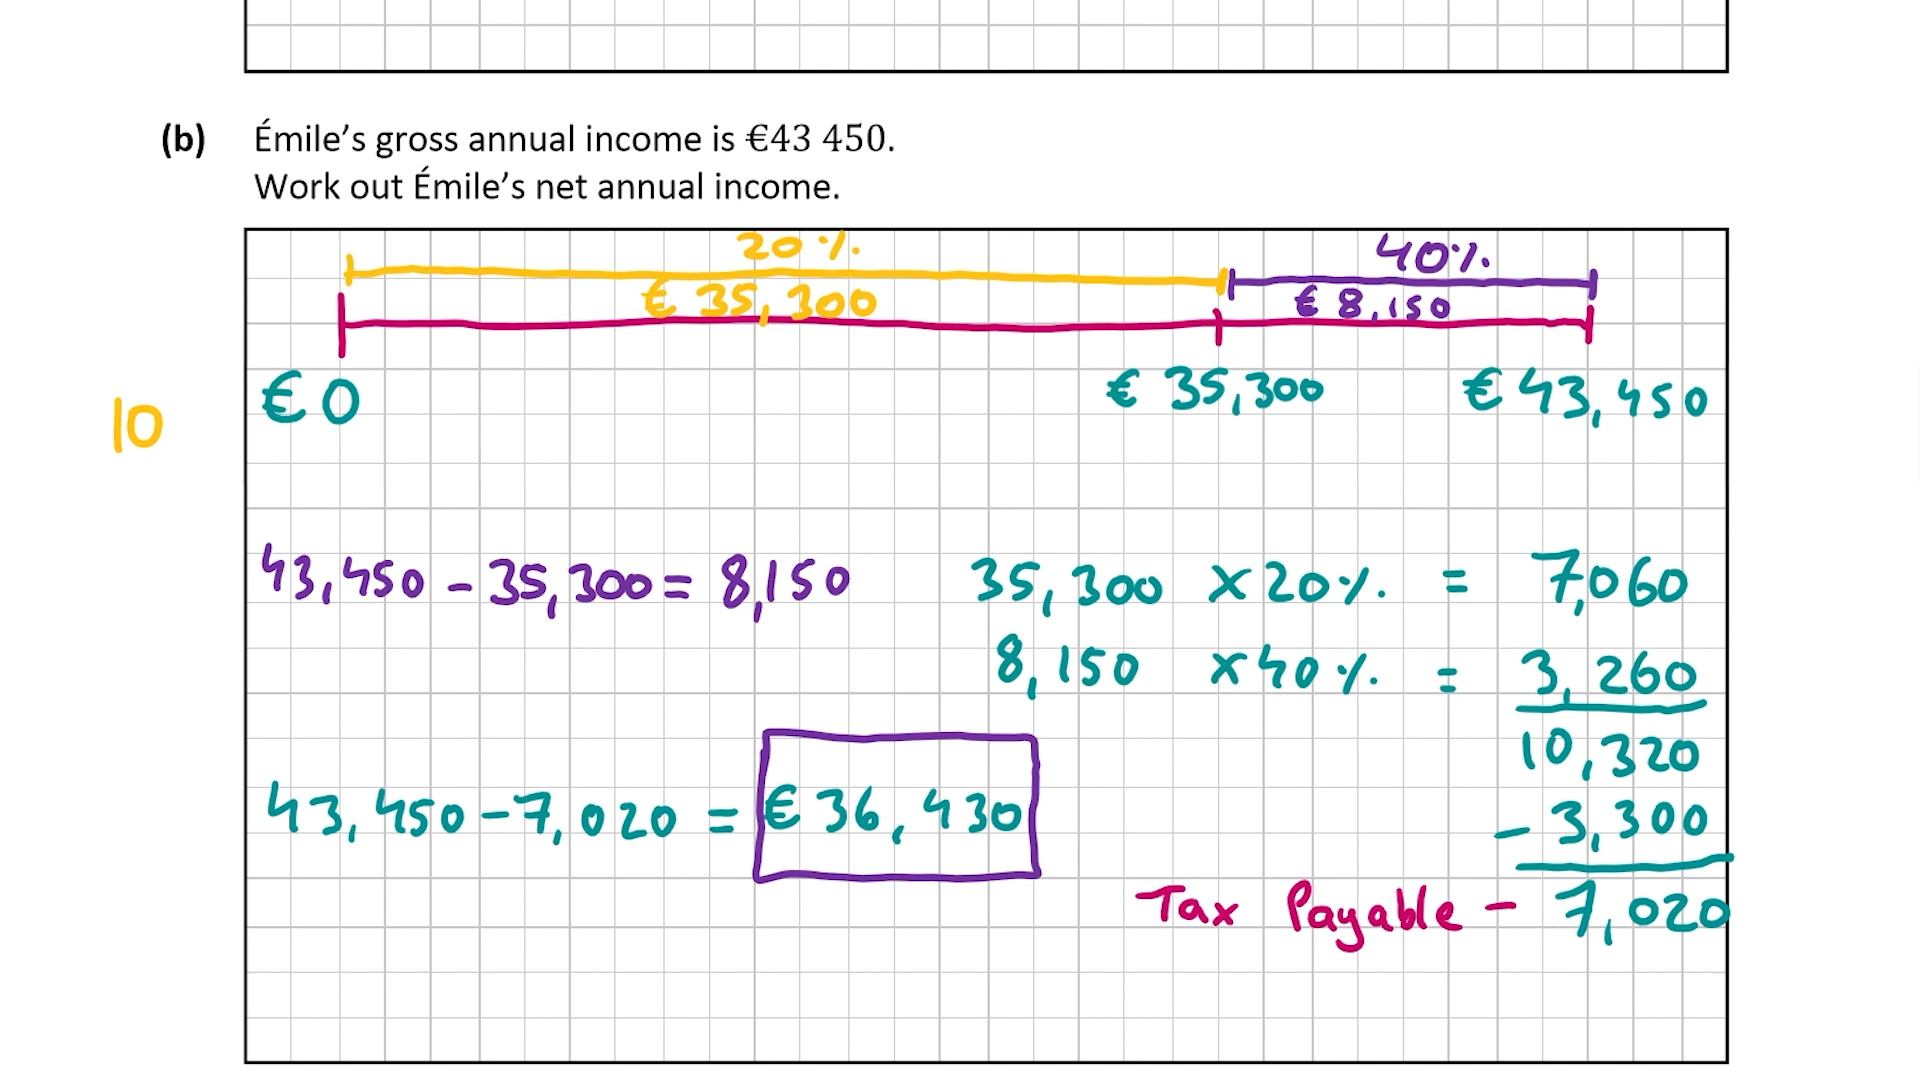 (b) Émile's gross annual income is €43 450.
Work out Émile's net annual income.
20%
40%
€ 35,300
€ 8,150
€ 0
€ 35,300
€ 43,450
10
43,450 - 35,300 = 8,150
35,300 x 20% = 7,060
8,150 x 40% = 3,260
10,320
43,450 - 7,020 = € 36,430
- 3,300
Tax Payable - 7,020